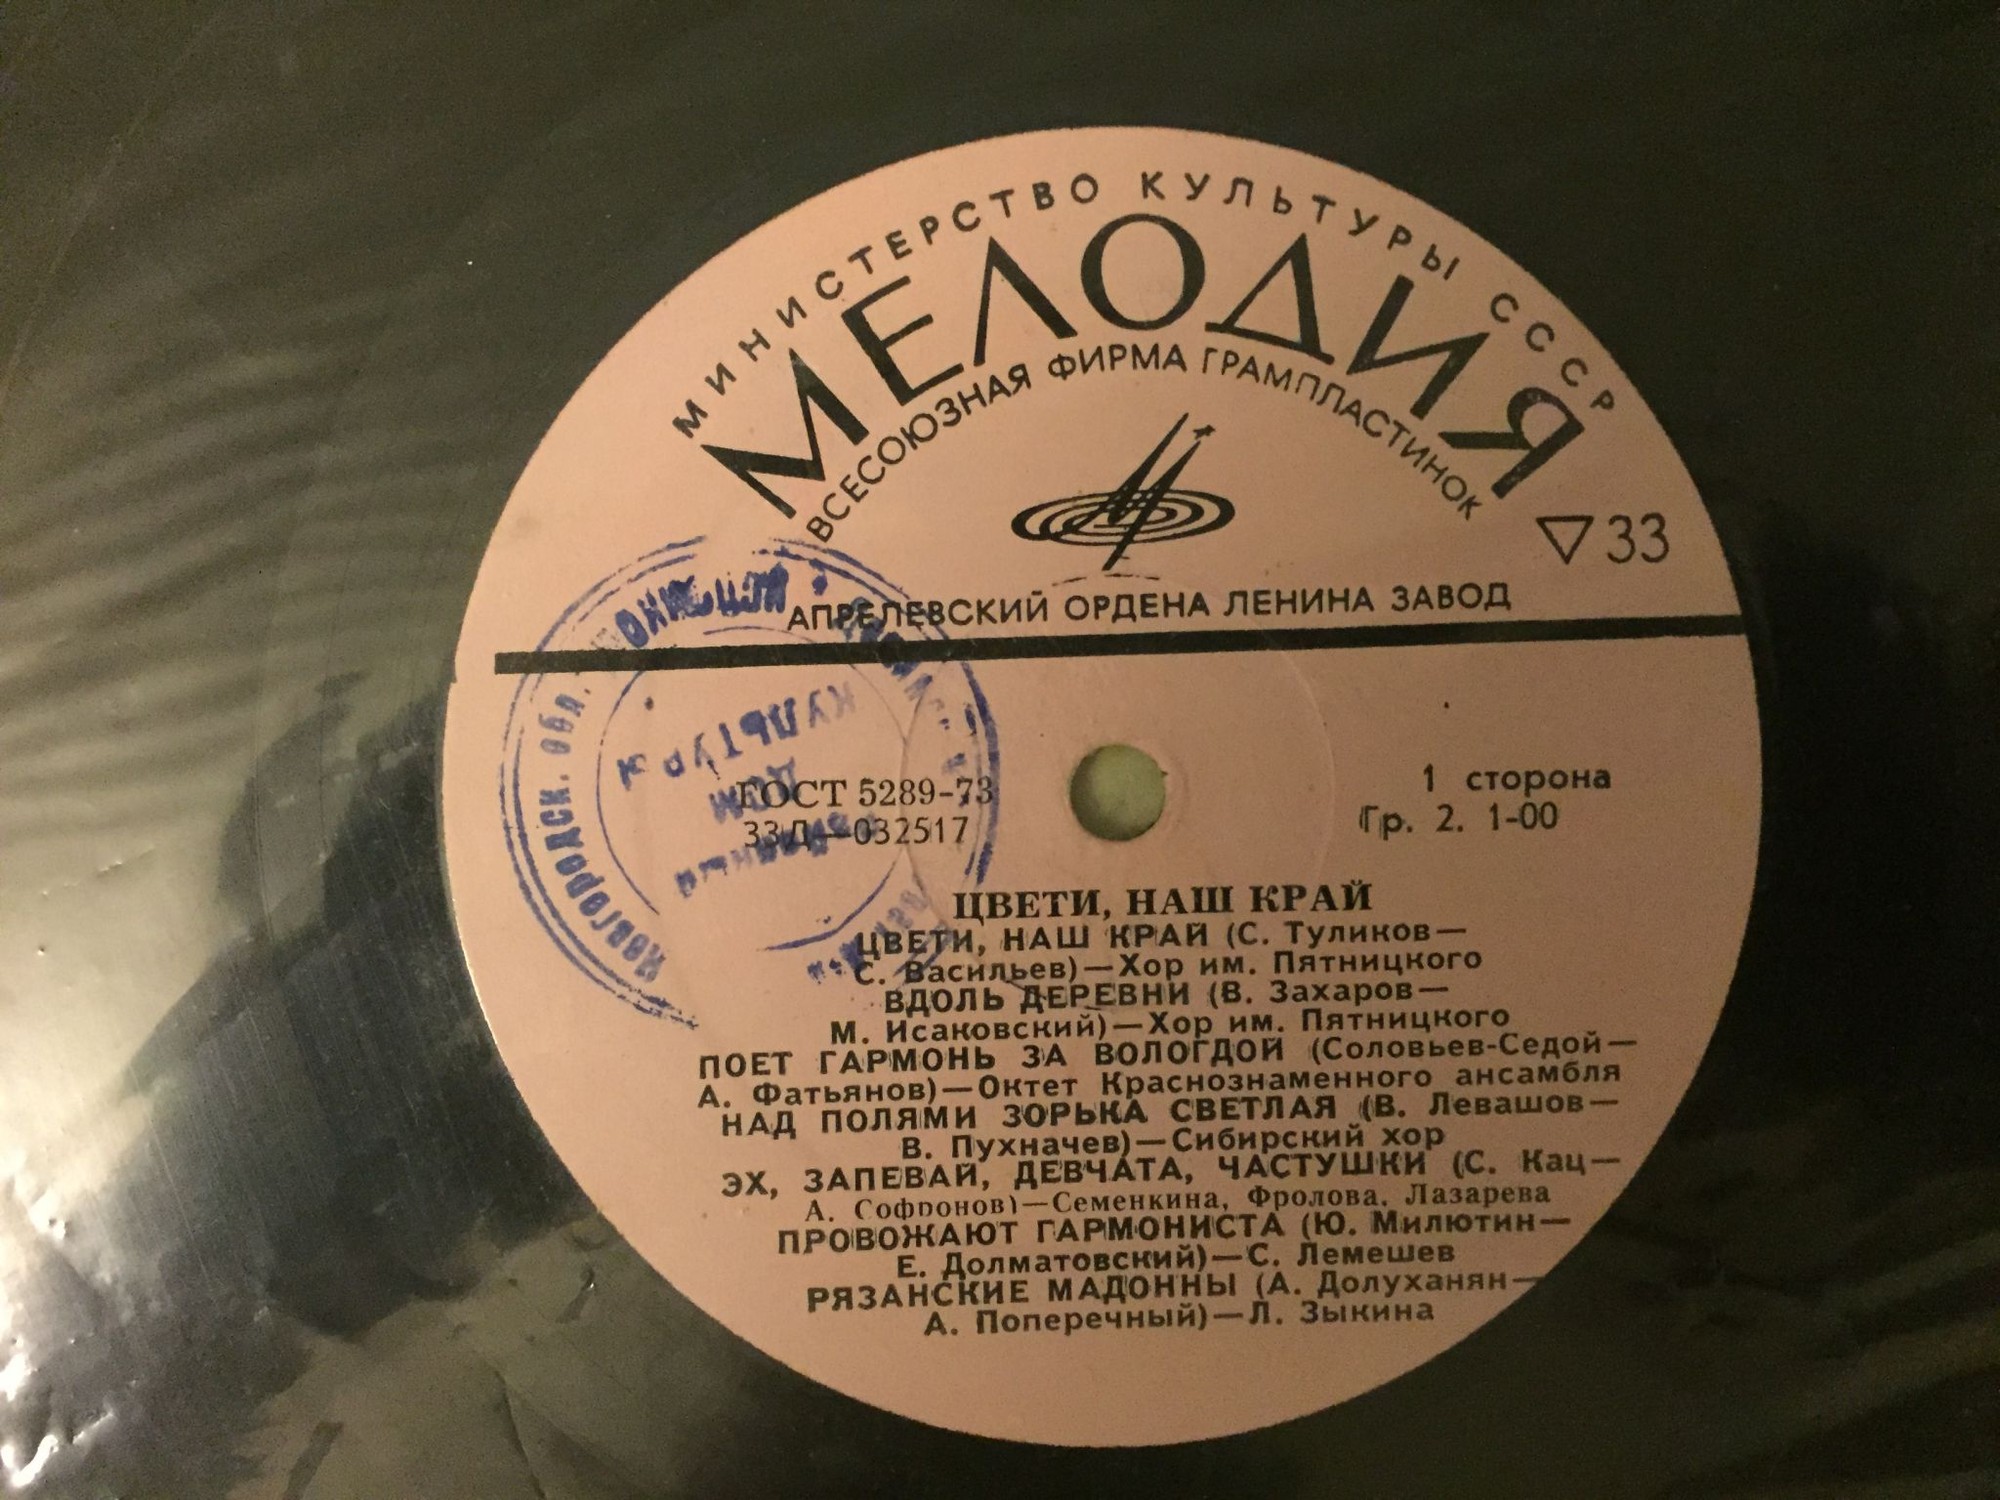 МИНИСТЕРСТВО КУЛЬТУРЫ СССР
МЕЛОДИЯ
ВСЕСОЮЗНАЯ ФИРМА ГРАМПЛАСТИНОК
▽33
АПРЕЛЕВСКИЙ ОРДЕНА ЛЕНИНА ЗАВОД
НОВГОРОДСК. ОБЛ.
ДОМ
КУЛЬТУРЫ
ГОСТ 5289-73
33Д—032517
1 сторона
Гр. 2. 1-00
ЦВЕТИ, НАШ КРАЙ
ЦВЕТИ, НАШ КРАЙ (С. Туликов—
С. Васильев)—Хор им. Пятницкого
ВДОЛЬ ДЕРЕВНИ (В. Захаров—
М. Исаковский)—Хор им. Пятницкого
ПОЕТ ГАРМОНЬ ЗА ВОЛОГДОЙ (Соловьев-Седой—
А. Фатьянов)—Октет Краснознаменного ансамбля
НАД ПОЛЯМИ ЗОРЬКА СВЕТЛАЯ (В. Левашов—
В. Пухначев)—Сибирский хор
ЭХ, ЗАПЕВАЙ, ДЕВЧАТА, ЧАСТУШКИ (С. Кац—
А. Софронов)—Семенкина, Фролова, Лазарева
ПРОВОЖАЮТ ГАРМОНИСТА (Ю. Милютин—
Е. Долматовский)—С. Лемешев
РЯЗАНСКИЕ МАДОННЫ (А. Долуханян—
А. Поперечный)—Л. Зыкина